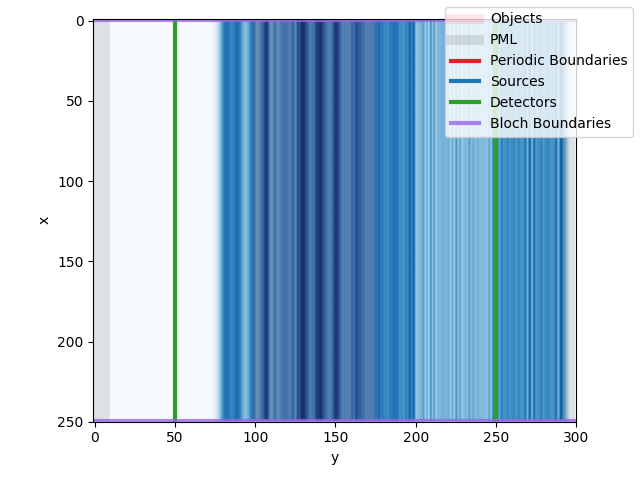 Objects
PML
Periodic Boundaries
Sources
Detectors
Bloch Boundaries
0
50
100
150
200
250
x
0 50 100 150 200 250 300
y